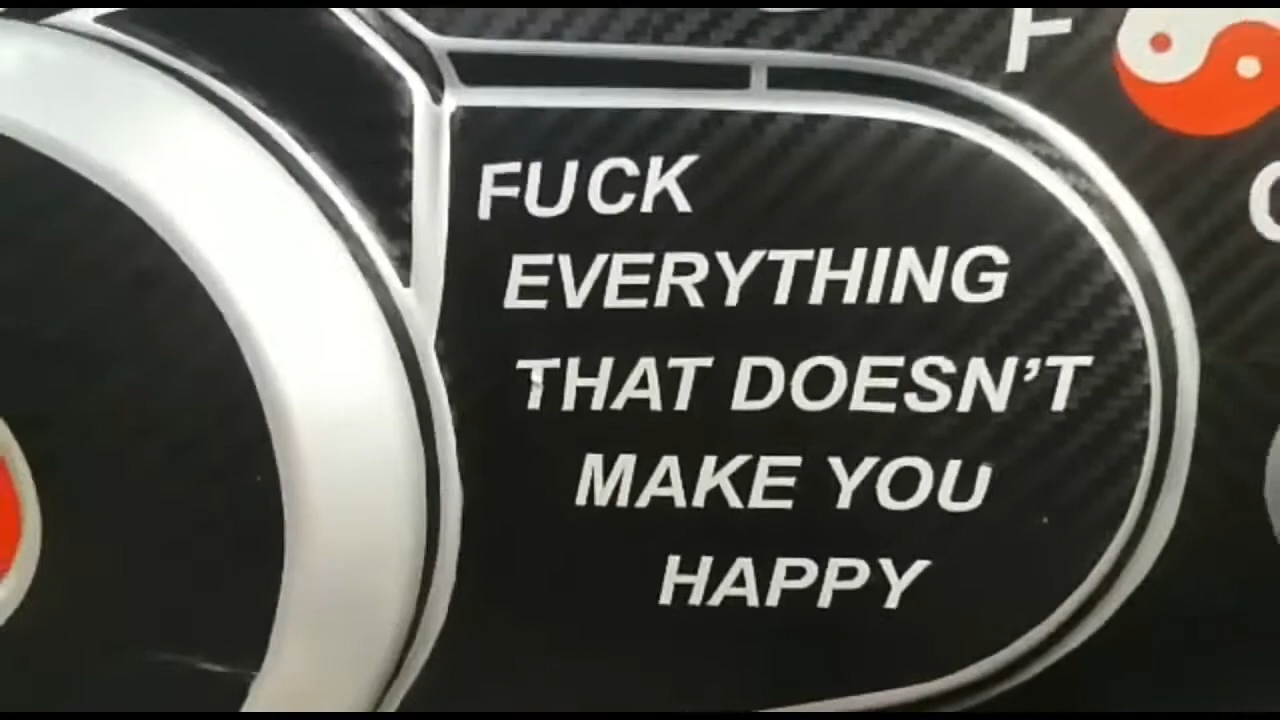 F
FUCK
EVERYTHING
THAT DOESN'T
MAKE YOU
HAPPY